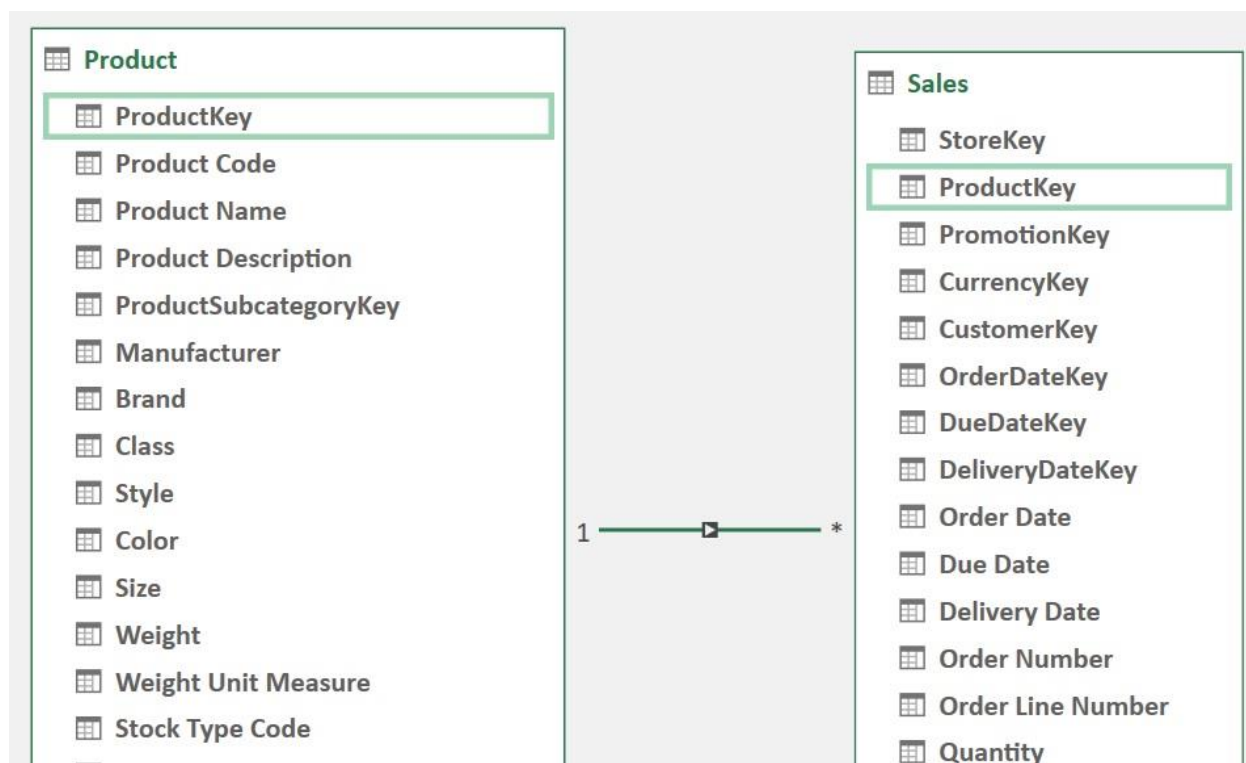 Product
ProductKey
Product Code
Product Name
Product Description
ProductSubcategoryKey
Manufacturer
Brand
Class
Style
Color
Size
Weight
Weight Unit Measure
Stock Type Code
1
*
Sales
StoreKey
ProductKey
PromotionKey
CurrencyKey
CustomerKey
OrderDateKey
DueDateKey
DeliveryDateKey
Order Date
Due Date
Delivery Date
Order Number
Order Line Number
Quantity